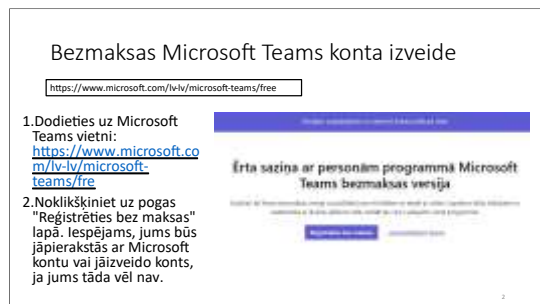 Bezmaksas Microsoft Teams konta izveide
https://www.microsoft.com/lv-lv/microsoft-teams/free
1.Dodieties uz Microsoft
Teams vietni:
https://www.microsoft.co
m/lv-lv/microsoft-
teams/fre
2.Noklikšķiniet uz pogas
"Reģistrēties bez maksas"
lapā. Iespējams, jums būs
jāpierakstās ar Microsoft
kontu vai jāizveido konts,
ja jums tāda vēl nav.
Ērta saziņa ar personām programmā Microsoft
Teams bezmaksas versija
2